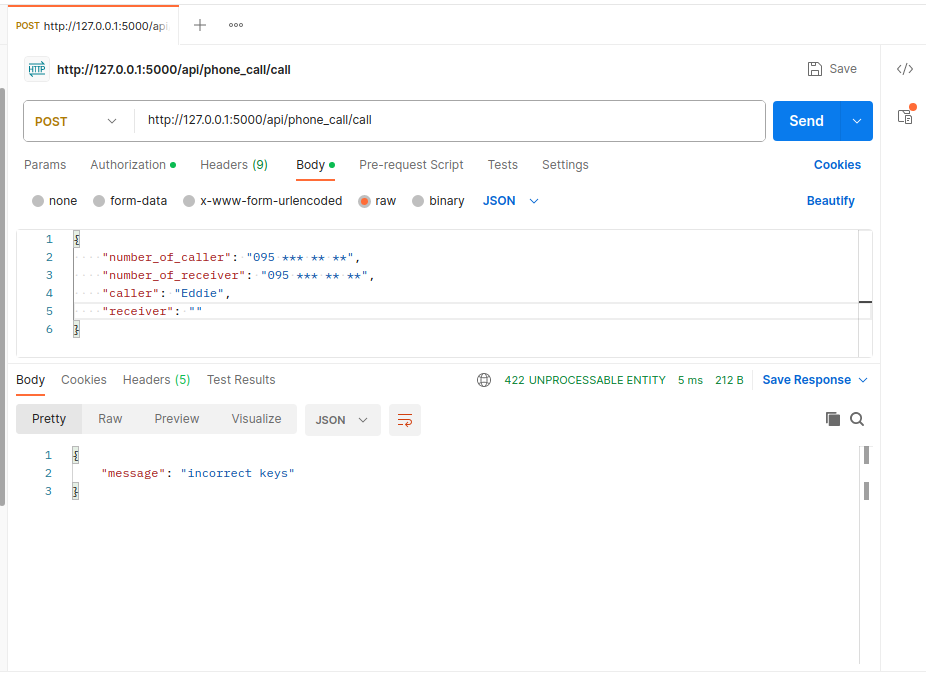 POST http://127.0.0.1:5000/api
HTTP http://127.0.0.1:5000/api/phone_call/call Save </>
POST http://127.0.0.1:5000/api/phone_call/call Send
Params Authorization Headers (9) Body Pre-request Script Tests Settings Cookies
none form-data x-www-form-urlencoded raw binary JSON Beautify
1 {
2 ····"number_of_caller":·"095·***·**·**",
3 ····"number_of_receiver":·"095·***·**·**",
4 ····"caller":·"Eddie",
5 ····"receiver":·""
6 }
Body Cookies Headers (5) Test Results 422 UNPROCESSABLE ENTITY 5 ms 212 B Save Response
Pretty Raw Preview Visualize JSON
1 {
2 "message": "incorrect keys"
3 }